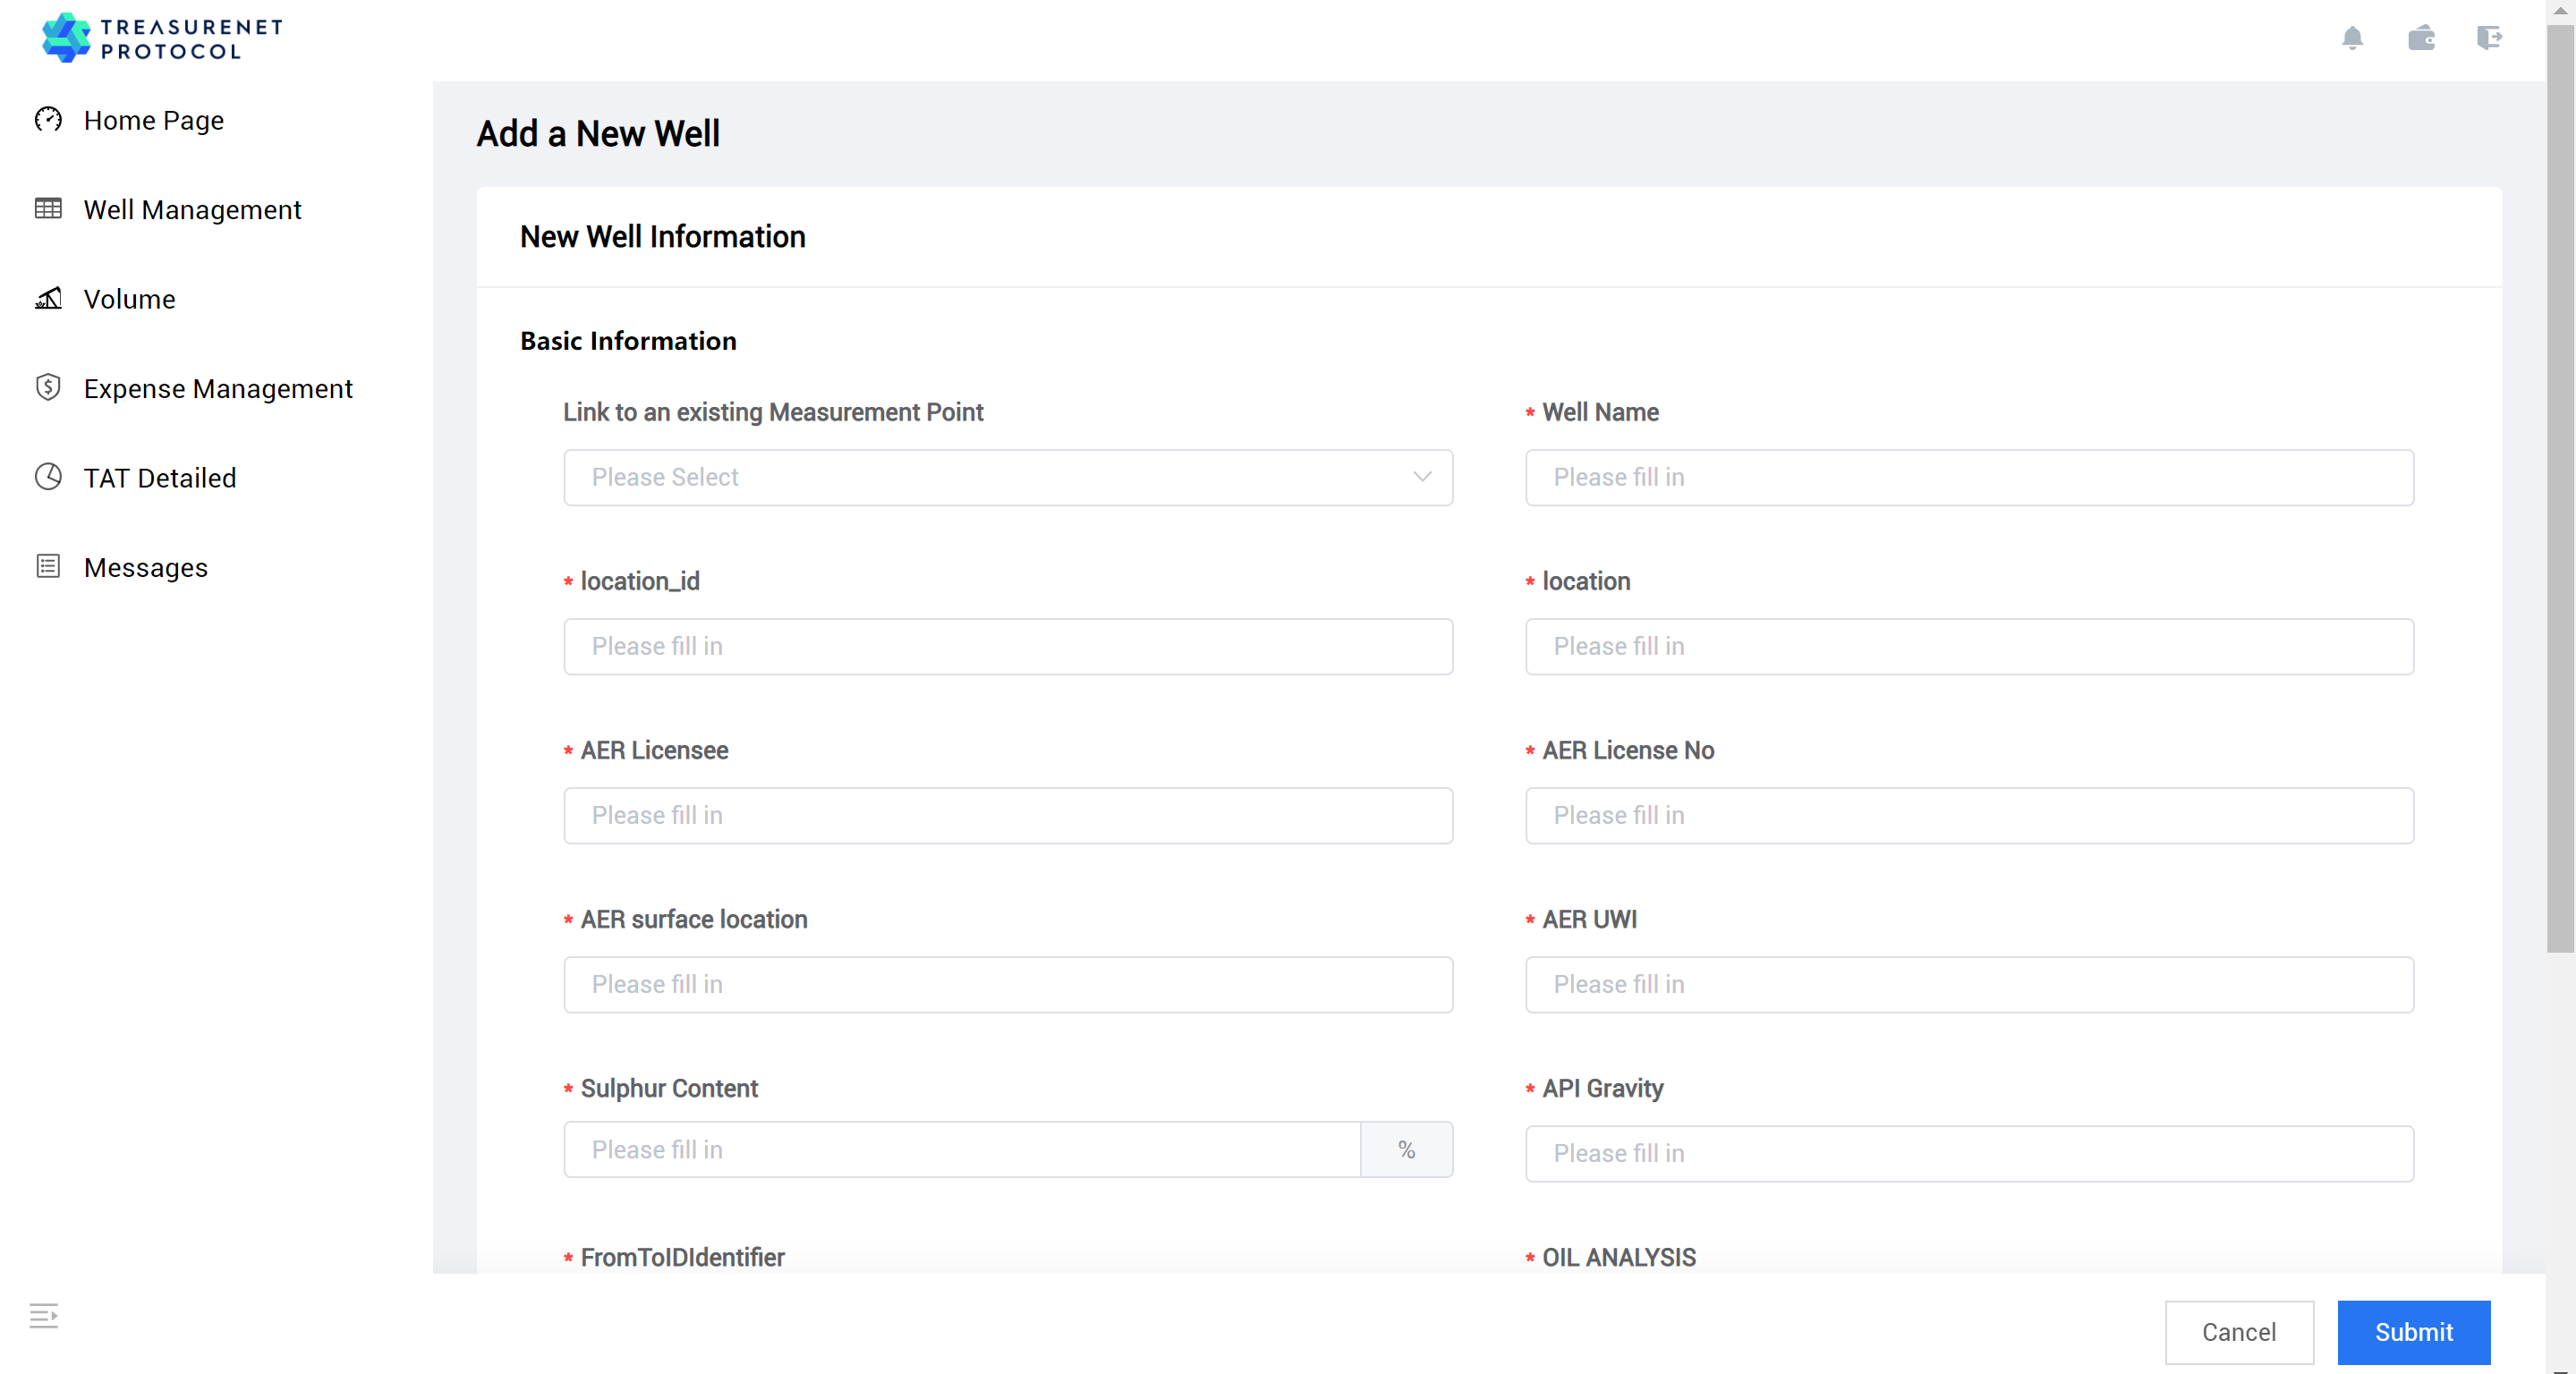 TREASURENET
PROTOCOL
Home Page
Well Management
Volume
Expense Management
TAT Detailed
Messages
Add a New Well
New Well Information
Basic Information
Link to an existing Measurement Point
* Well Name
Please Select
Please fill in
* location_id
* location
Please fill in
Please fill in
* AER Licensee
* AER License No
Please fill in
Please fill in
* AER surface location
* AER UWI
Please fill in
Please fill in
* Sulphur Content
* API Gravity
Please fill in
%
Please fill in
* FromToIDIdentifier
* OIL ANALYSIS
Cancel
Submit